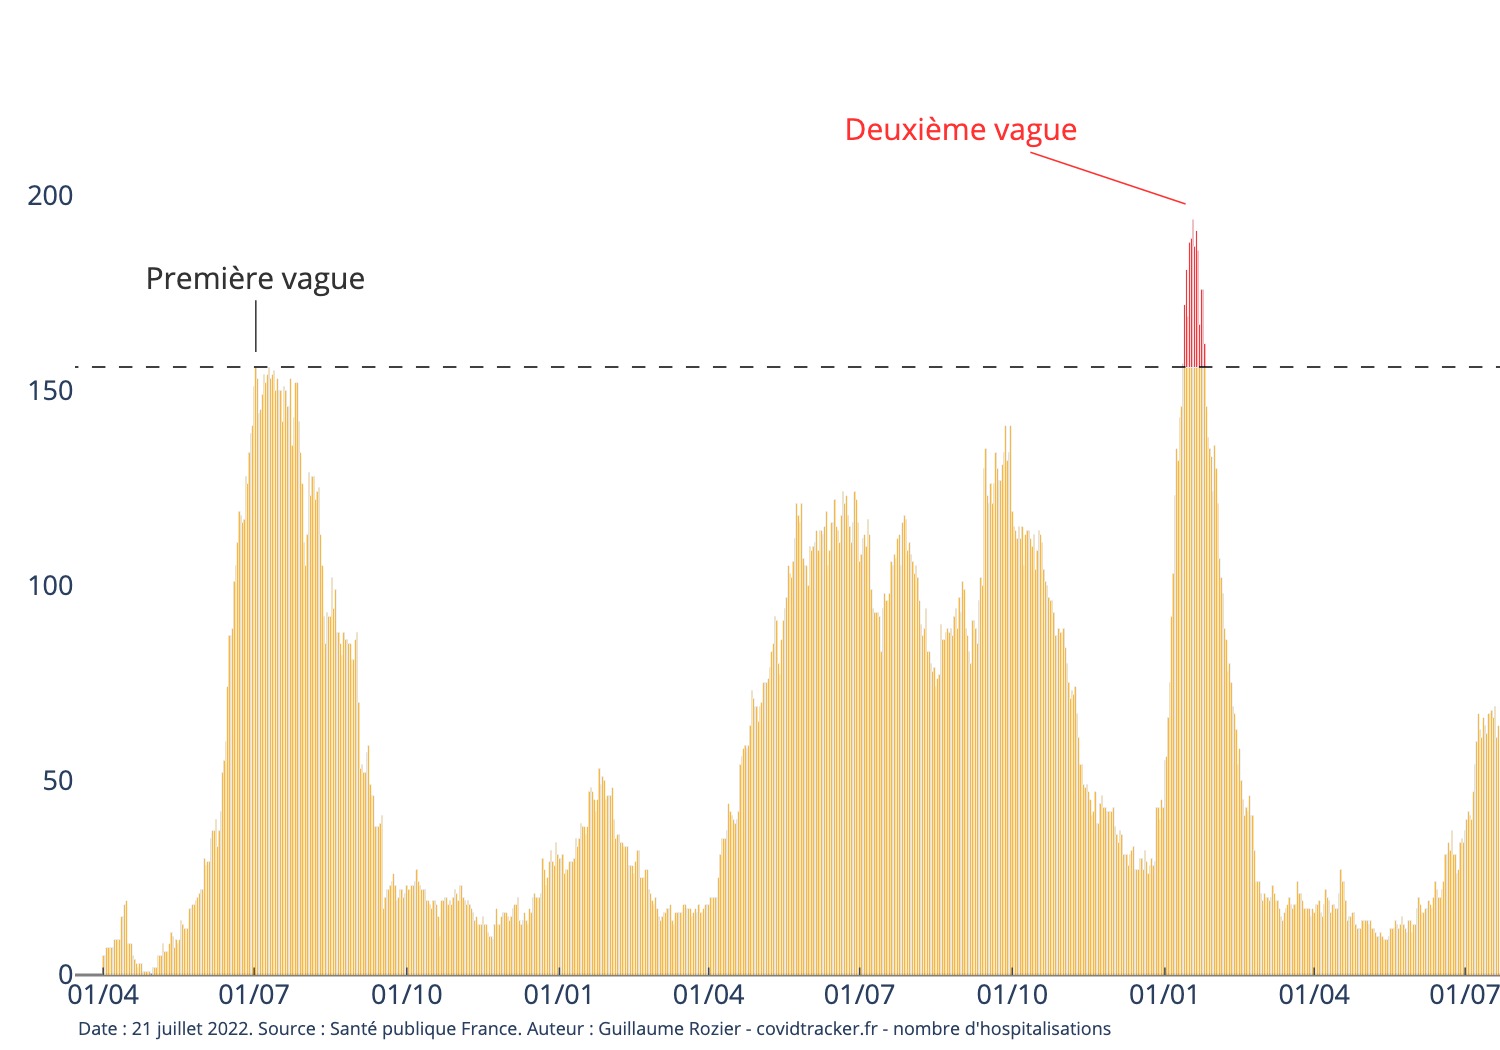 Deuxième vague
200
Première vague
150
100
50
0
01/04 01/07 01/10 01/01 01/04 01/07 01/10 01/01 01/04 01/07
Date : 21 juillet 2022. Source : Santé publique France. Auteur : Guillaume Rozier - covidtracker.fr - nombre d'hospitalisations